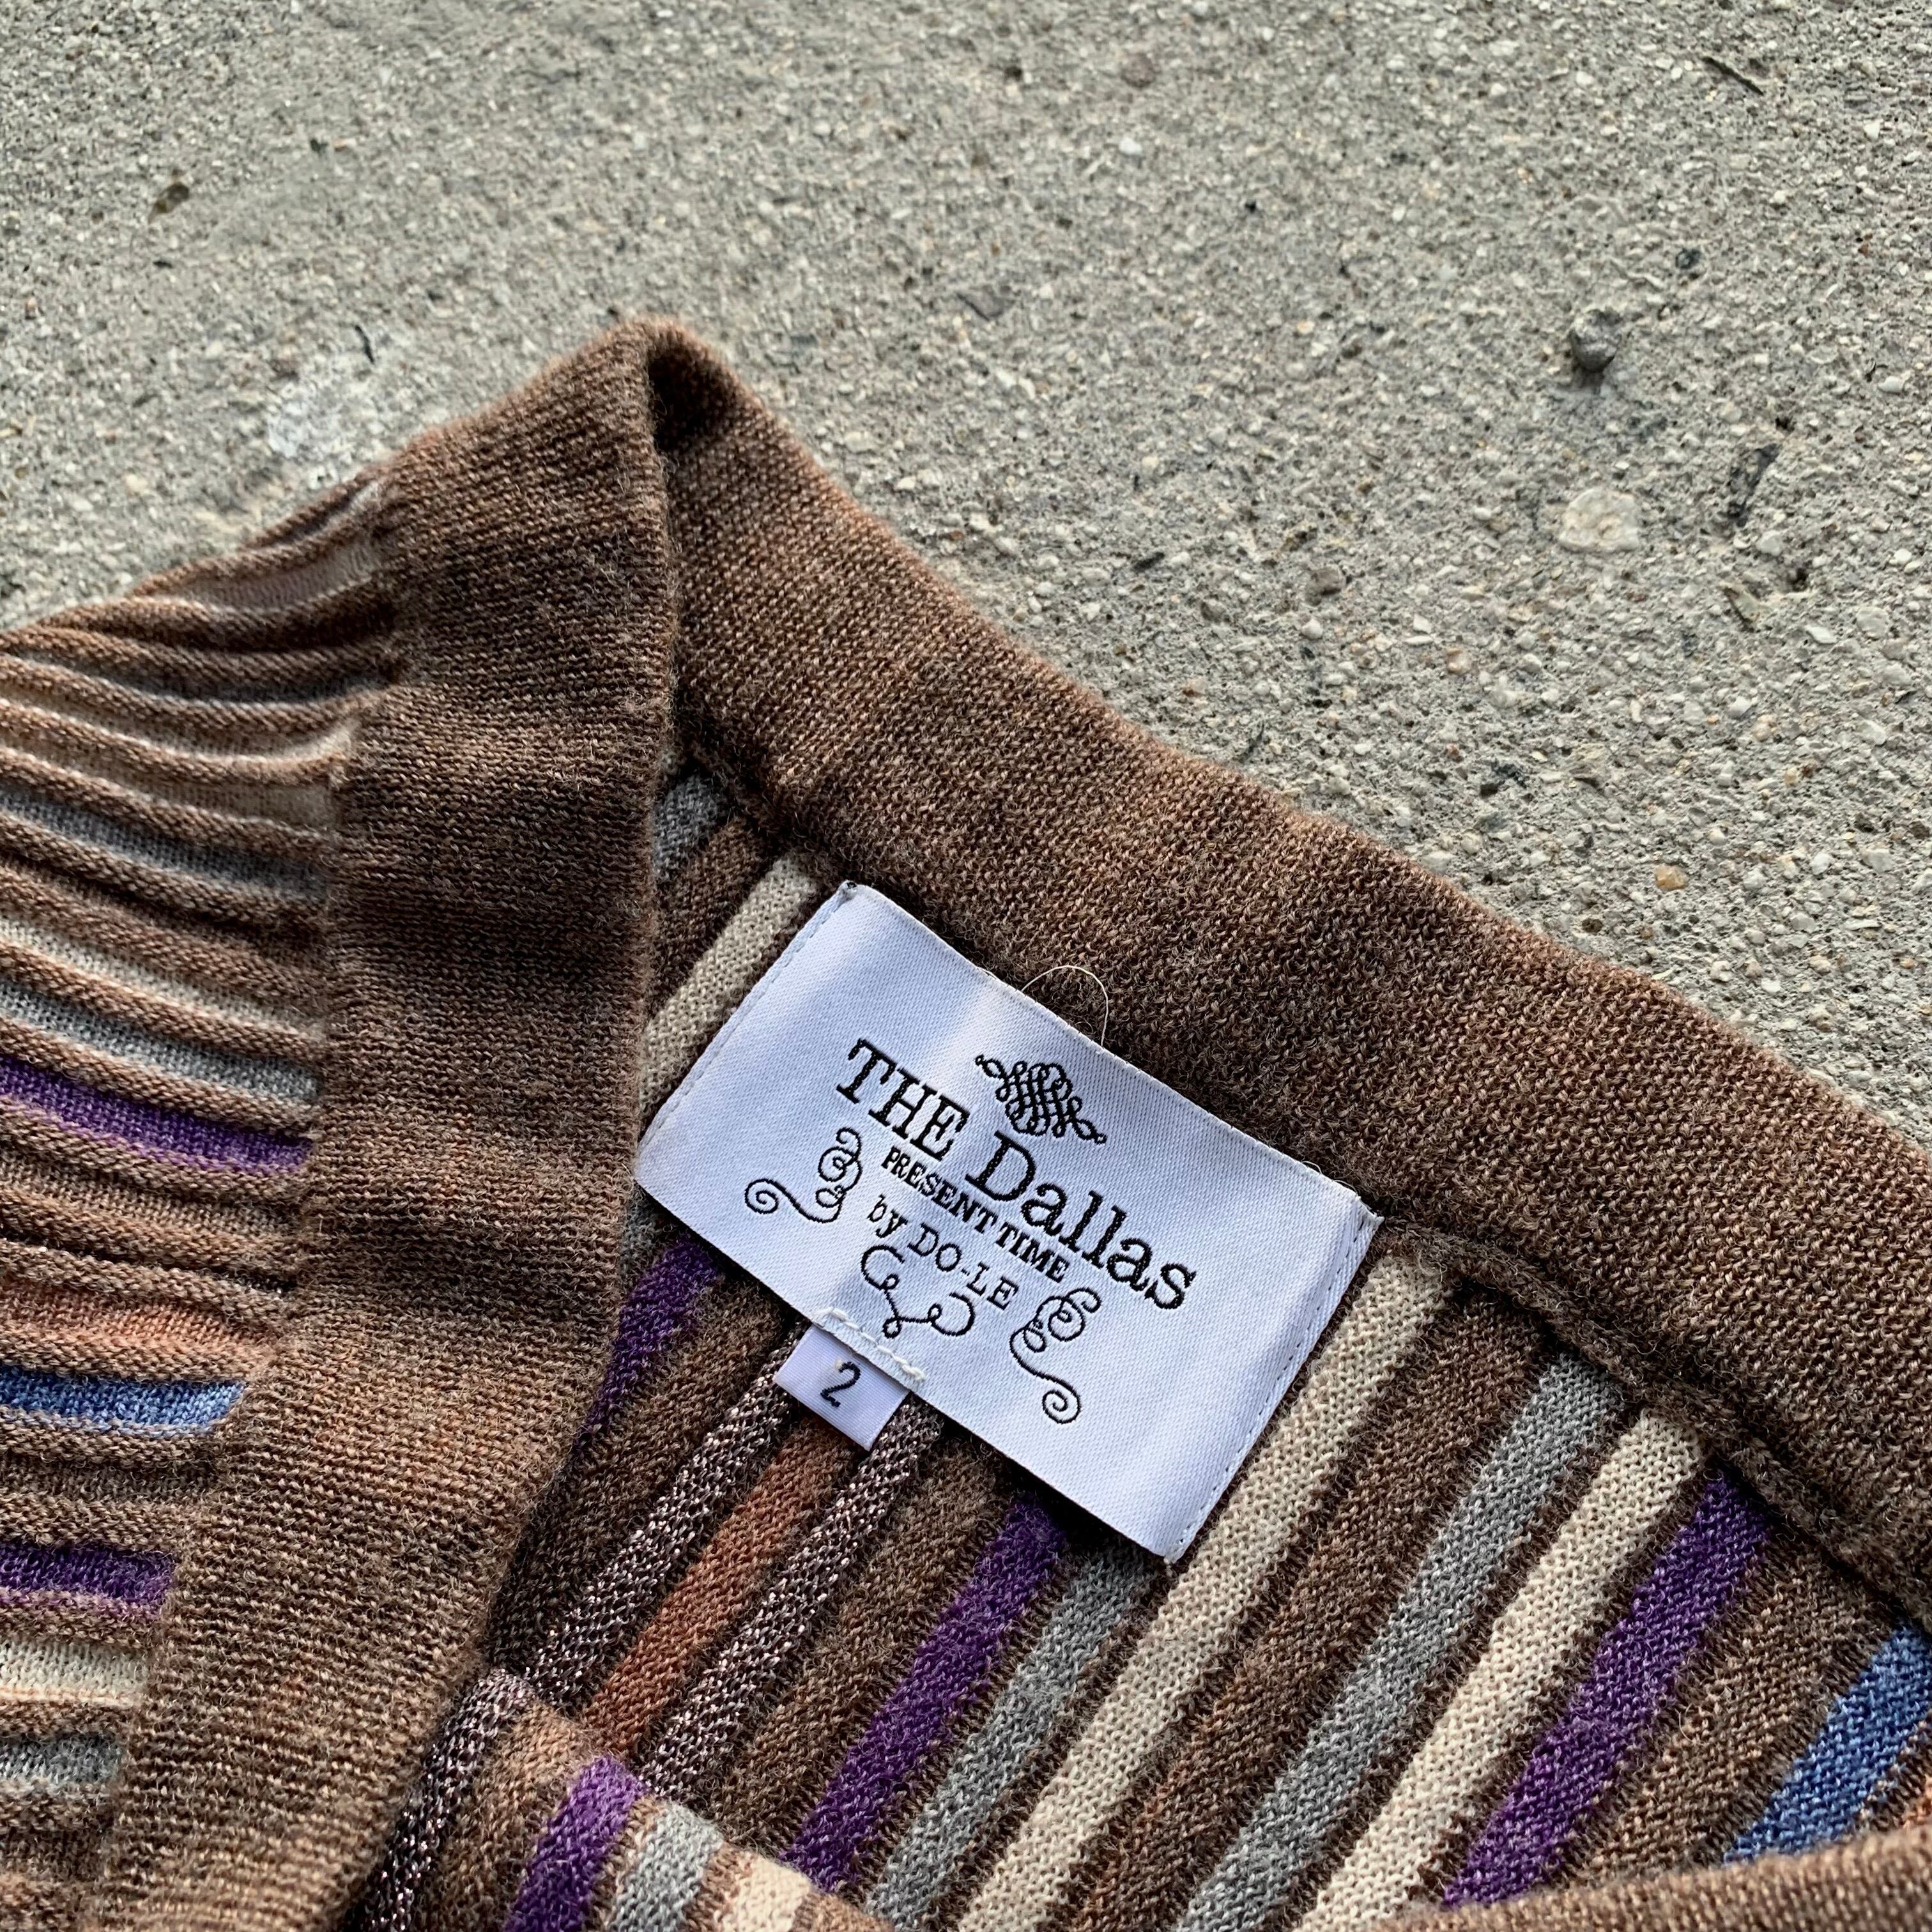 THE Dallas
PRESENT TIME
by DO-LE
2